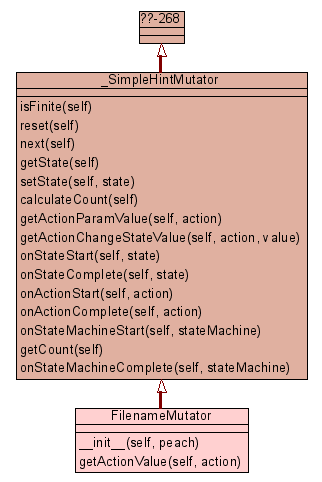 ??-268
_SimpleHintMutator
isFinite(self)
reset(self)
next(self)
getState(self)
setState(self, state)
calculateCount(self)
getActionParamValue(self, action)
getActionChangeStateValue(self, action, value)
onStateStart(self, state)
onStateComplete(self, state)
onActionStart(self, action)
onActionComplete(self, action)
onStateMachineStart(self, stateMachine)
getCount(self)
onStateMachineComplete(self, stateMachine)
FilenameMutator
__init__(self, peach)
getActionValue(self, action)